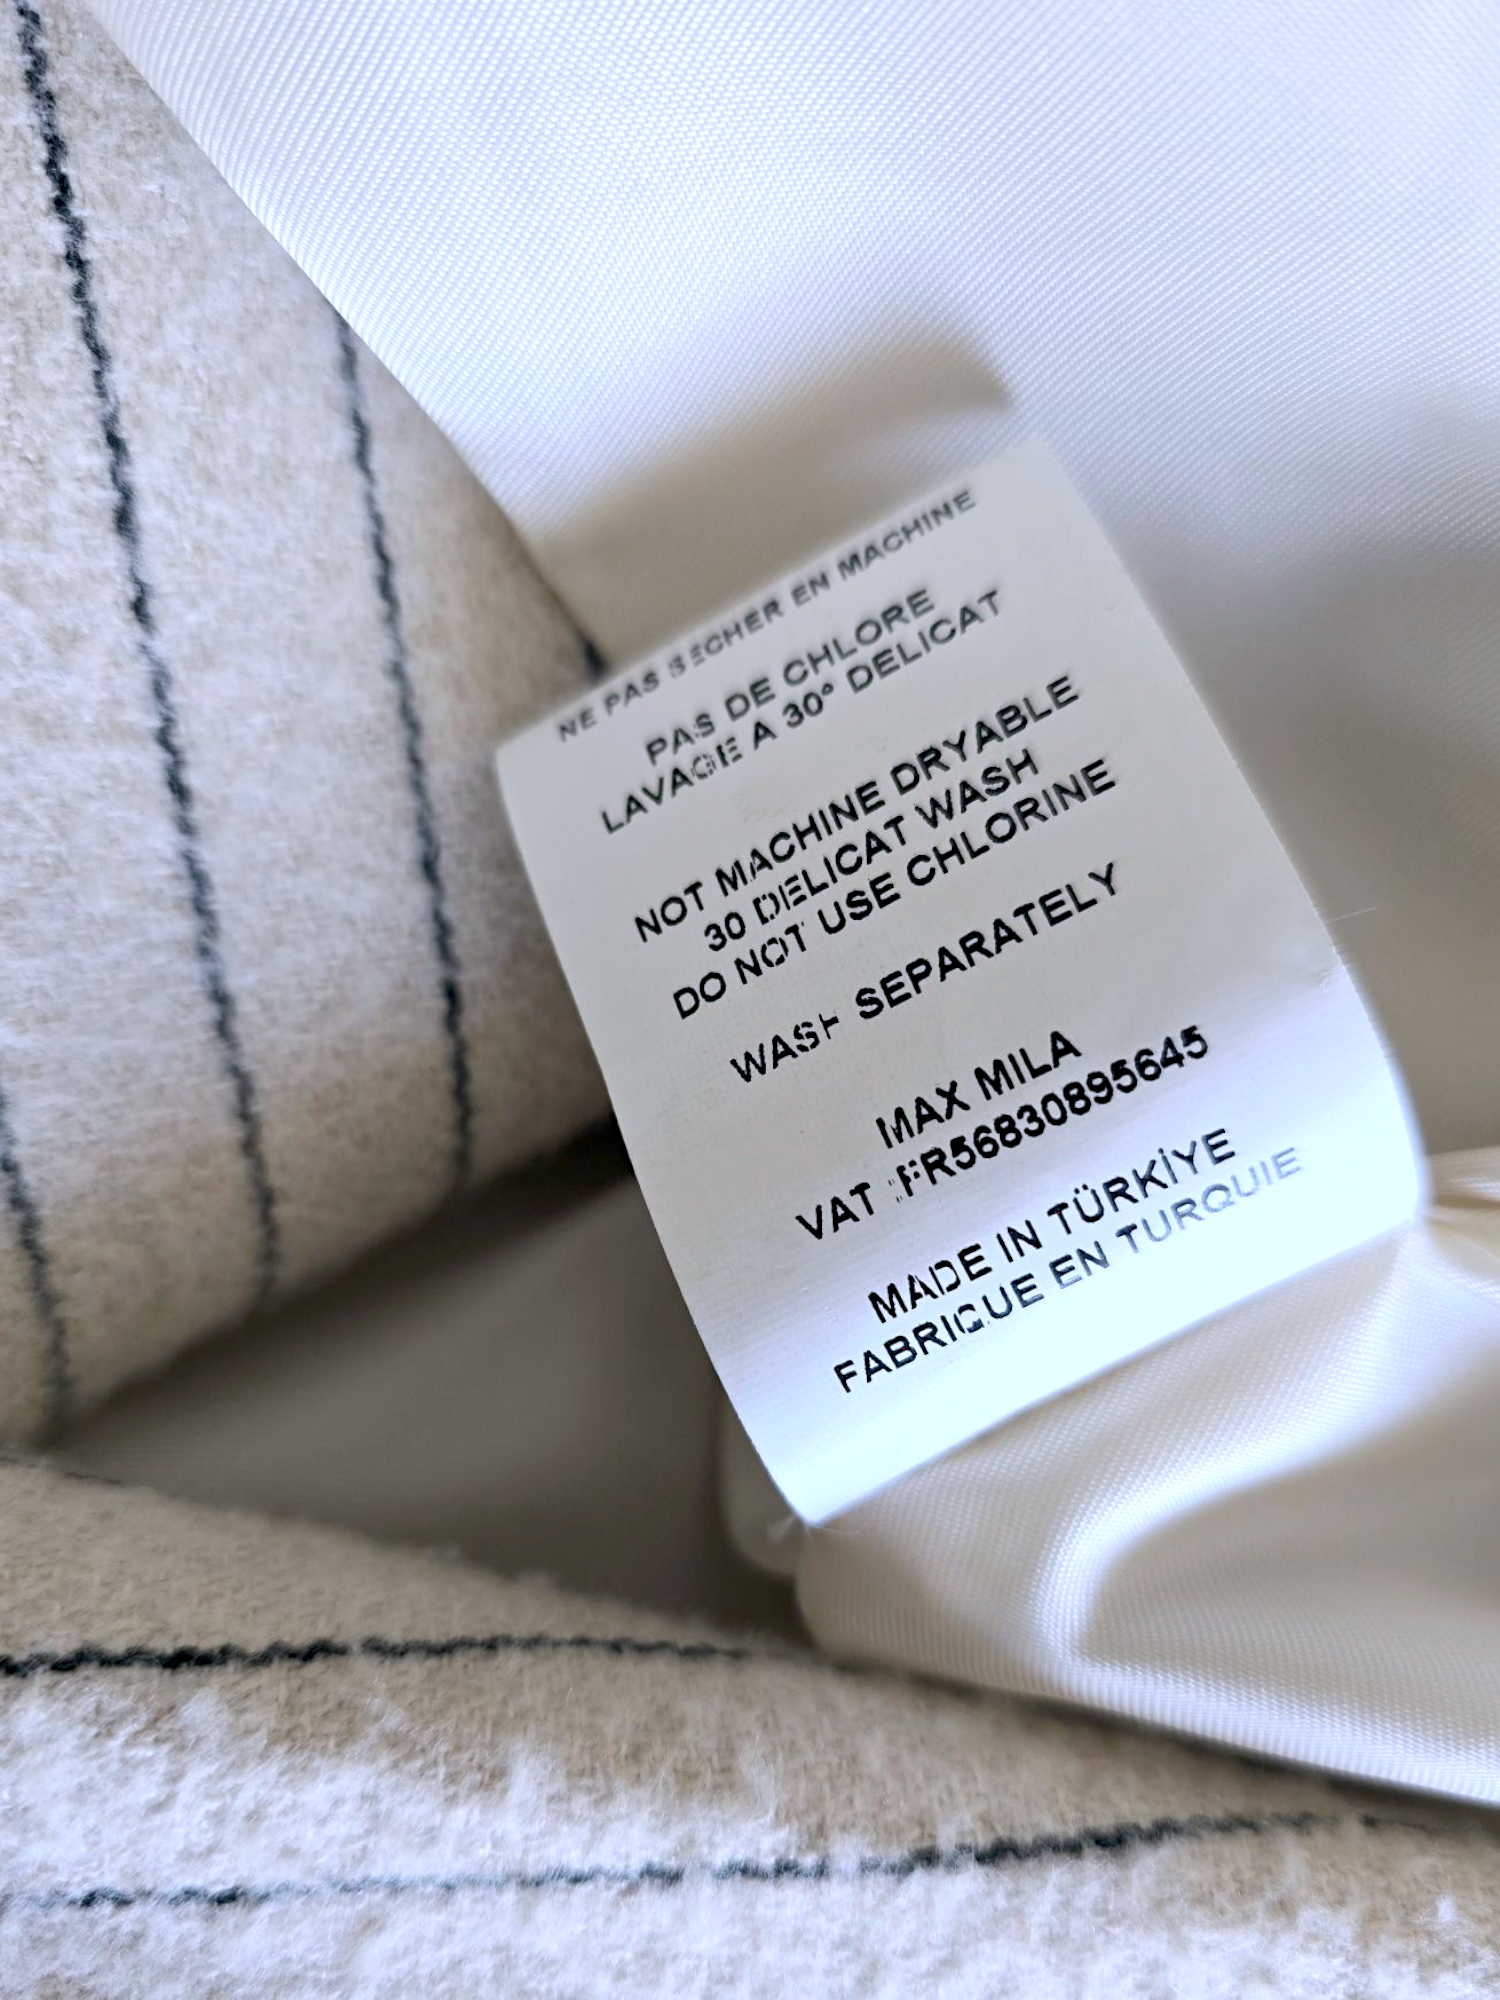 NE PAS SECHER EN MACHINE
PAS DE CHLORE
LAVAGE A 30° DELICAT
NOT MACHINE DRYABLE
30 DELICAT WASH
DO NOT USE CHLORINE
WASH SEPARATELY
MAX MILA
VAT :FR56830895645
MADE IN TÜRKİYE
FABRIQUE EN TURQUIE